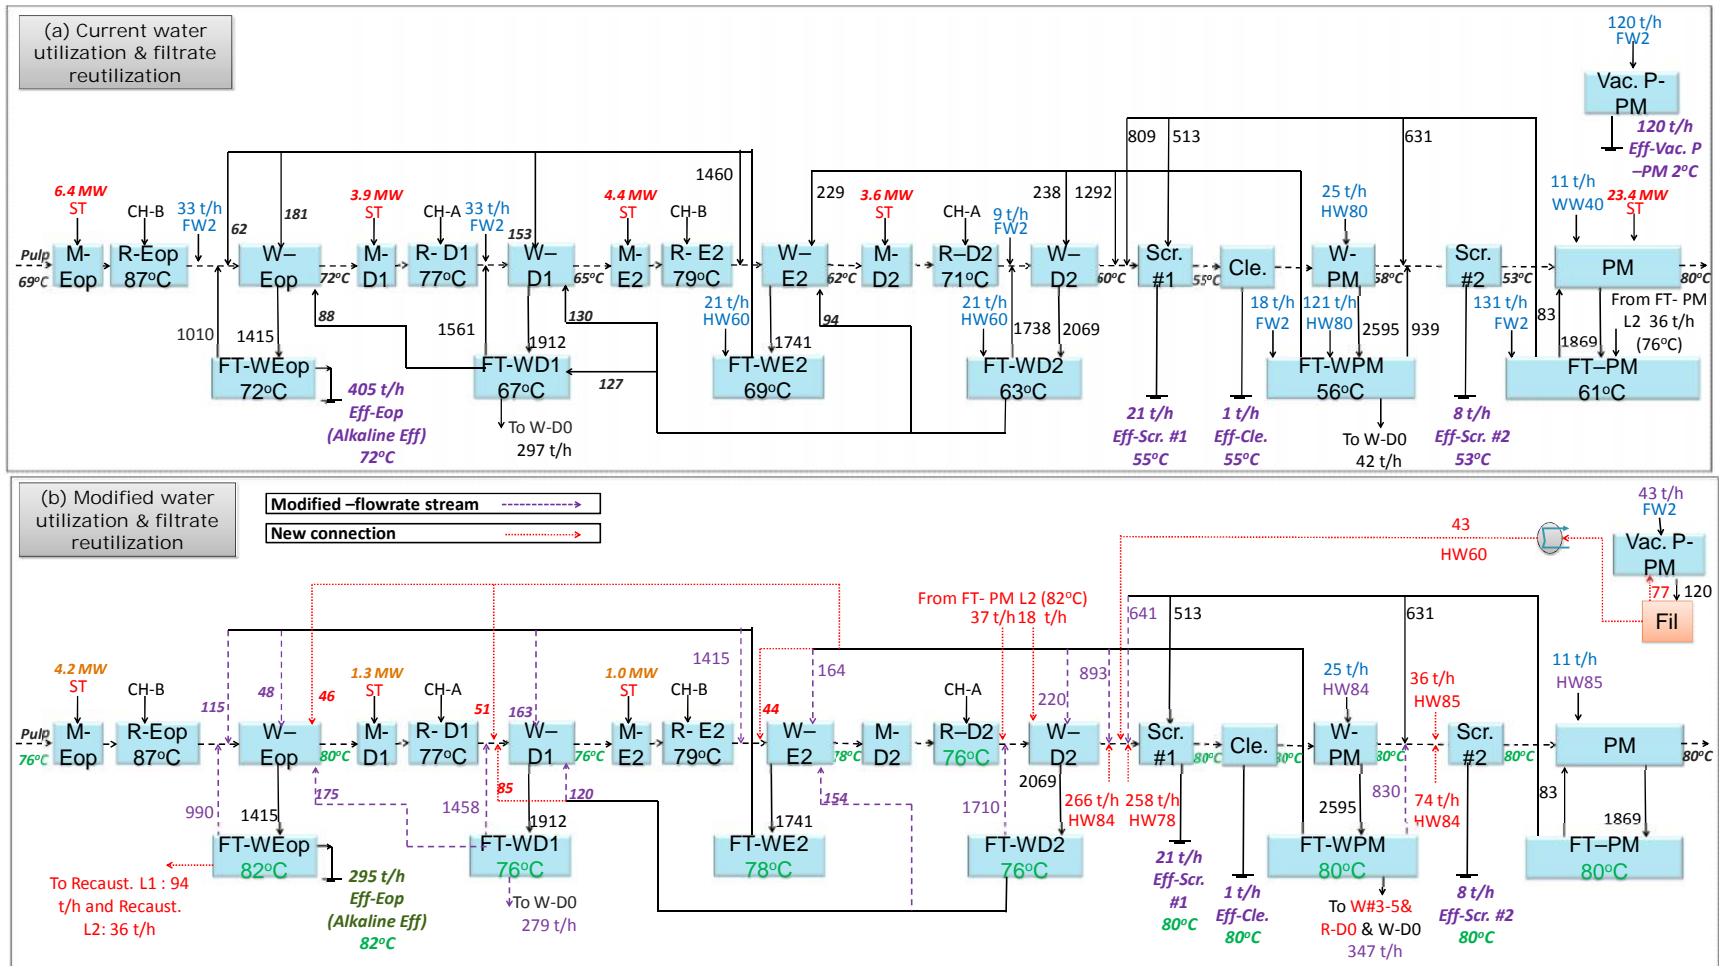 (a) Current water
utilization & filtrate
reutilization
120 t/h
FW2
Vac. P-
PM
120 t/h
Eff-Vac. P
–PM 2°C
809
513
631
1460
229
238
1292
6.4 MW
ST
CH-B
33 t/h
FW2
62
181
3.9 MW
ST
CH-A
33 t/h
FW2
153
4.4 MW
ST
CH-B
3.6 MW
ST
CH-A
9 t/h
FW2
25 t/h
HW80
11 t/h
WW40
23.4 MW
ST
Pulp
69°C
M-
Eop
R-Eop
87°C
W–
Eop
72°C
M-
D1
R- D1
77°C
W–
D1
65°C
M-
E2
R- E2
79°C
W–
E2
62°C
M-
D2
R–D2
71°C
W–
D2
60°C
Scr.
#1
55°C
Cle.
W-
PM
58°C
Scr.
#2
53°C
PM
80°C
1010
1415
88
1561
1912
130
21 t/h
HW60
1741
94
21 t/h
HW60
1738
2069
18 t/h
FW2
121 t/h
HW80
2595
939
131 t/h
FW2
83
1869
From FT- PM
L2 36 t/h
(76°C)
FT-WEop
72°C
405 t/h
Eff-Eop
(Alkaline Eff)
72°C
FT-WD1
67°C
To W-D0
297 t/h
127
FT-WE2
69°C
FT-WD2
63°C
21 t/h
Eff-Scr. #1
55°C
1 t/h
Eff-Cle.
55°C
FT-WPM
56°C
To W-D0
42 t/h
8 t/h
Eff-Scr. #2
53°C
FT–PM
61°C
(b) Modified water
utilization & filtrate
reutilization
Modified –flowrate stream
New connection
43
HW60
43 t/h
FW2
Vac. P-
PM
77
120
Fil
From FT- PM L2 (82°C)
37 t/h 18 t/h
641
513
631
1415
164
220
893
4.2 MW
ST
CH-B
115
48
46
1.3 MW
ST
CH-A
51
163
1.0 MW
ST
CH-B
44
CH-A
25 t/h
HW84
36 t/h
HW85
11 t/h
HW85
Pulp
76°C
M-
Eop
R-Eop
87°C
W–
Eop
80°C
M-
D1
R- D1
77°C
W–
D1
76°C
M-
E2
R- E2
79°C
W–
E2
78°C
M-
D2
R–D2
76°C
W–
D2
Scr.
#1
80°C
Cle.
80°C
W-
PM
80°C
Scr.
#2
80°C
PM
80°C
990
1415
175
1458
85
1912
120
1741
154
1710
2069
266 t/h
HW84
258 t/h
HW78
2595
830
74 t/h
HW84
83
1869
FT-WEop
82°C
To Recaust. L1 : 94
t/h and Recaust.
L2: 36 t/h
295 t/h
Eff-Eop
(Alkaline Eff)
82°C
FT-WD1
76°C
To W-D0
279 t/h
FT-WE2
78°C
FT-WD2
76°C
21 t/h
Eff-Scr.
#1
80°C
1 t/h
Eff-Cle.
80°C
FT-WPM
80°C
To W#3-5&
R-D0 & W-D0
347 t/h
8 t/h
Eff-Scr. #2
80°C
FT–PM
80°C